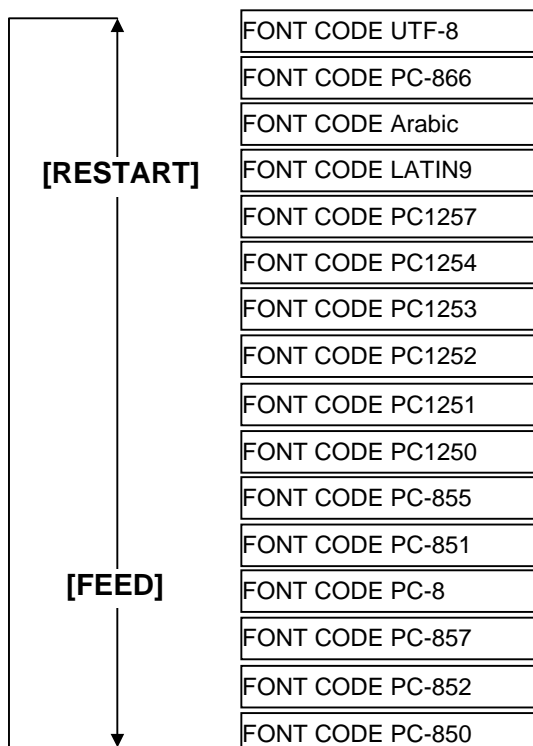 FONT CODE UTF-8
FONT CODE PC-866
FONT CODE Arabic
[RESTART]
FONT CODE LATIN9
FONT CODE PC1257
FONT CODE PC1254
FONT CODE PC1253
FONT CODE PC1252
FONT CODE PC1251
FONT CODE PC1250
FONT CODE PC-855
FONT CODE PC-851
[FEED]
FONT CODE PC-8
FONT CODE PC-857
FONT CODE PC-852
FONT CODE PC-850